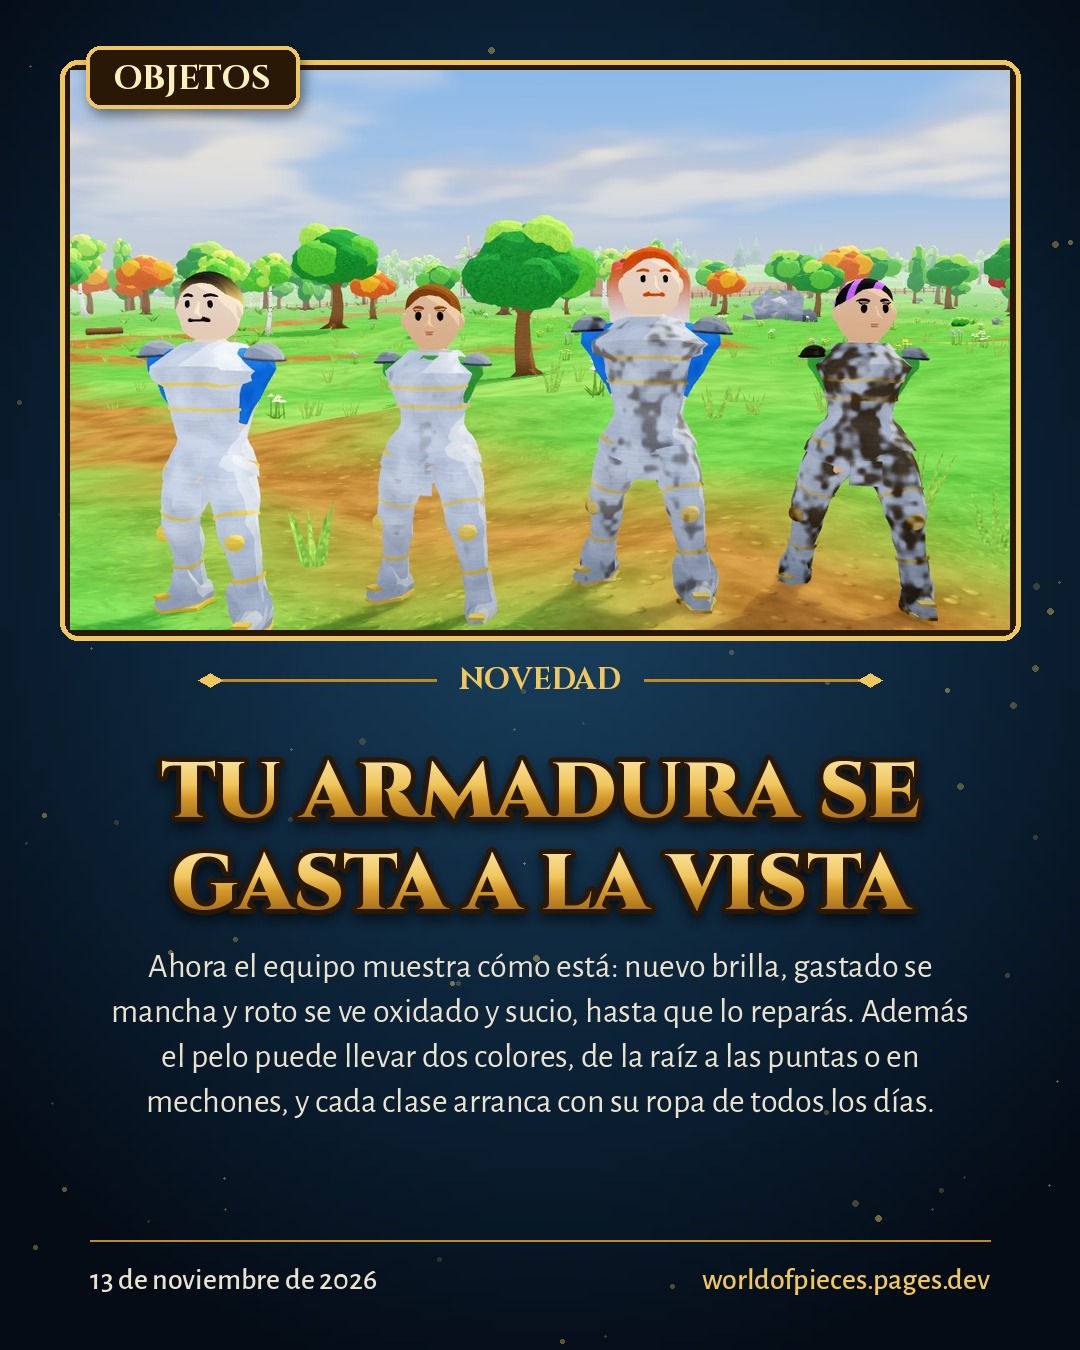 OBJETOS
NOVEDAD
TU ARMADURA SE
GASTA A LA VISTA
Ahora el equipo muestra cómo está: nuevo brilla, gastado se
mancha y roto se ve oxidado y sucio, hasta que lo reparás. Además
el pelo puede llevar dos colores, de la raíz a las puntas o en
mechones, y cada clase arranca con su ropa de todos los días.
13 de noviembre de 2026
worldofpieces.pages.dev